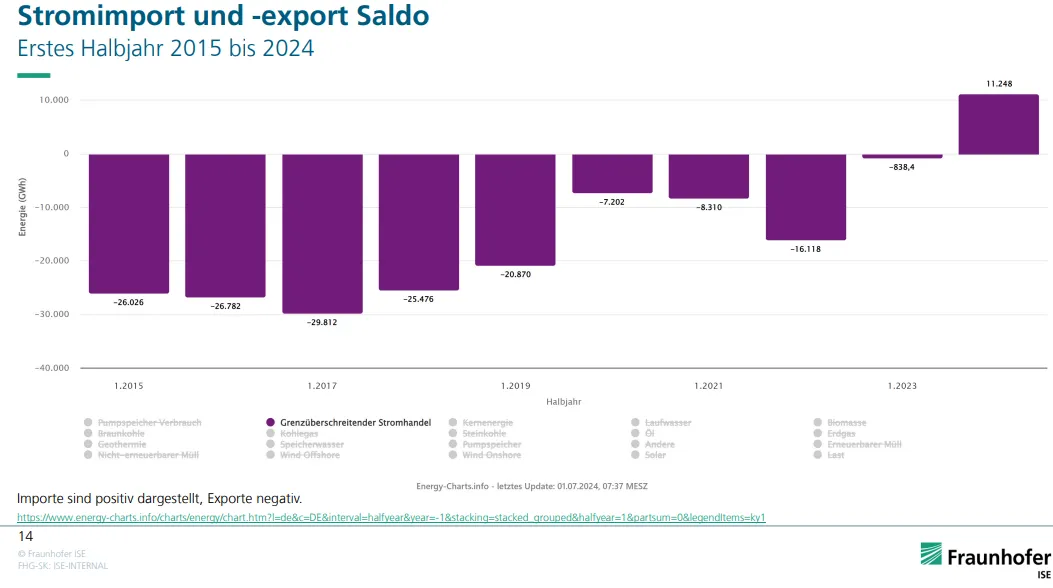 Stromimport und -export Saldo
Erstes Halbjahr 2015 bis 2024
11.248
10.000
0
-838,4
Energie (GWh)
-7.202
-10.000
-8.310
-16.118
-20.000
-20.870
-26.026
-26.782
-25.476
-30.000
-29.812
-40.000
1.2015
1.2017
1.2019
1.2021
1.2023
Halbjahr
Pumpspeicher Verbrauch
Grenzüberschreitender Stromhandel
Kernenergie
Laufwasser
Biomasse
Braunkohle
Kohlegas
Steinkohle
Öl
Erdgas
Geothermie
Speicherwasser
Pumpspeicher
Andere
Erneuerbarer Müll
Nicht-erneuerbarer Müll
Wind Offshore
Wind Onshore
Solar
Last
Energy-Charts.info - letztes Update: 01.07.2024, 07:37 MESZ
Importe sind positiv dargestellt, Exporte negativ.
https://www.energy-charts.info/charts/energy/chart.htm?l=de&c=DE&interval=halfyear&year=-1&stacking=stacked_grouped&halfyear=1&partsum=0&legendItems=ky1
14
© Fraunhofer ISE
FHG-SK: ISE-INTERNAL
Fraunhofer
ISE